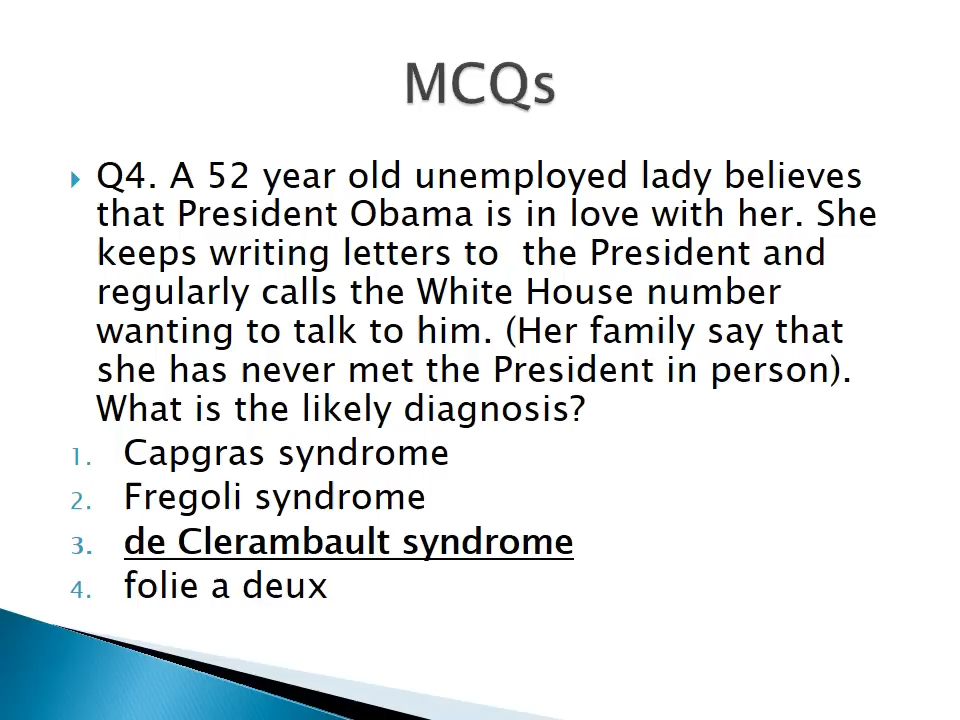 MCQs
Q4. A 52 year old unemployed lady believes
that President Obama is in love with her. She
keeps writing letters to  the President and
regularly calls the White House number
wanting to talk to him. (Her family say that
she has never met the President in person).
What is the likely diagnosis?
1. Capgras syndrome
2. Fregoli syndrome
3. de Clerambault syndrome
4. folie a deux